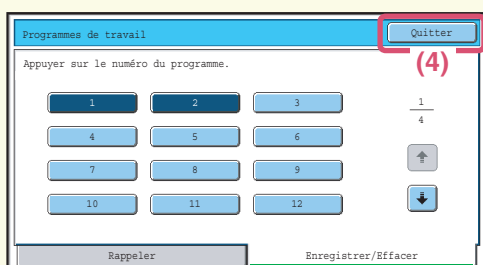 Programmes de travail
Quitter
(4)
Appuyer sur le numéro du programme.
1 2 3
1
4
4 5 6
7 8 9
10 11 12
Rappeler Enregistrer/Effacer